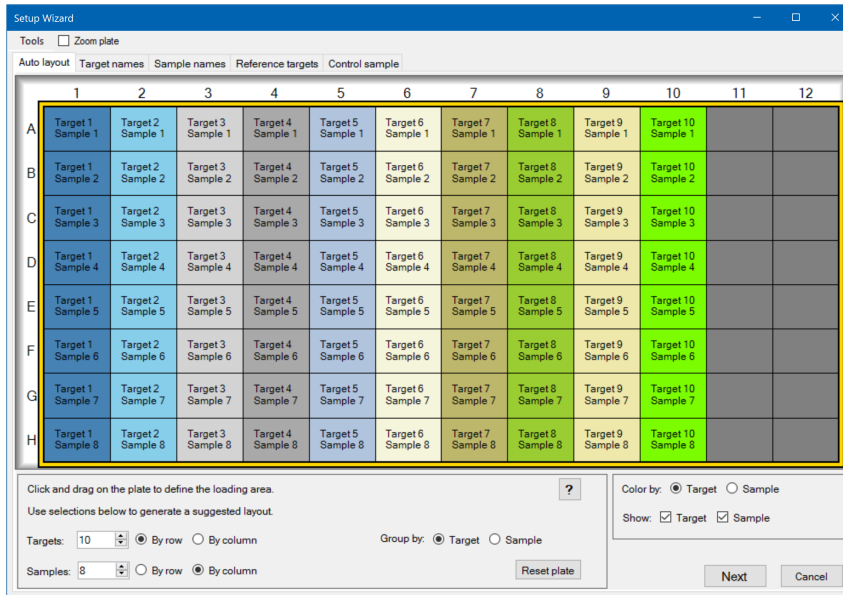 Setup Wizard
Tools Zoom plate
Auto layout Target names Sample names Reference targets Control sample
1 2 3 4 5 6 7 8 9 10 11 12
A
Target 1 Target 2 Target 3 Target 4 Target 5 Target 6 Target 7 Target 8 Target 9 Target 10
Sample 1 Sample 1 Sample 1 Sample 1 Sample 1 Sample 1 Sample 1 Sample 1 Sample 1 Sample 1
B
Target 1 Target 2 Target 3 Target 4 Target 5 Target 6 Target 7 Target 8 Target 9 Target 10
Sample 2 Sample 2 Sample 2 Sample 2 Sample 2 Sample 2 Sample 2 Sample 2 Sample 2 Sample 2
C
Target 1 Target 2 Target 3 Target 4 Target 5 Target 6 Target 7 Target 8 Target 9 Target 10
Sample 3 Sample 3 Sample 3 Sample 3 Sample 3 Sample 3 Sample 3 Sample 3 Sample 3 Sample 3
D
Target 1 Target 2 Target 3 Target 4 Target 5 Target 6 Target 7 Target 8 Target 9 Target 10
Sample 4 Sample 4 Sample 4 Sample 4 Sample 4 Sample 4 Sample 4 Sample 4 Sample 4 Sample 4
E
Target 1 Target 2 Target 3 Target 4 Target 5 Target 6 Target 7 Target 8 Target 9 Target 10
Sample 5 Sample 5 Sample 5 Sample 5 Sample 5 Sample 5 Sample 5 Sample 5 Sample 5 Sample 5
F
Target 1 Target 2 Target 3 Target 4 Target 5 Target 6 Target 7 Target 8 Target 9 Target 10
Sample 6 Sample 6 Sample 6 Sample 6 Sample 6 Sample 6 Sample 6 Sample 6 Sample 6 Sample 6
G
Target 1 Target 2 Target 3 Target 4 Target 5 Target 6 Target 7 Target 8 Target 9 Target 10
Sample 7 Sample 7 Sample 7 Sample 7 Sample 7 Sample 7 Sample 7 Sample 7 Sample 7 Sample 7
H
Target 1 Target 2 Target 3 Target 4 Target 5 Target 6 Target 7 Target 8 Target 9 Target 10
Sample 8 Sample 8 Sample 8 Sample 8 Sample 8 Sample 8 Sample 8 Sample 8 Sample 8 Sample 8
Click and drag on the plate to define the loading area. ?
Use selections below to generate a suggested layout.
Targets: 10 By row By column Group by: Target Sample
Samples: 8 By row By column Reset plate
Color by: Target Sample
Show: Target Sample
Next Cancel